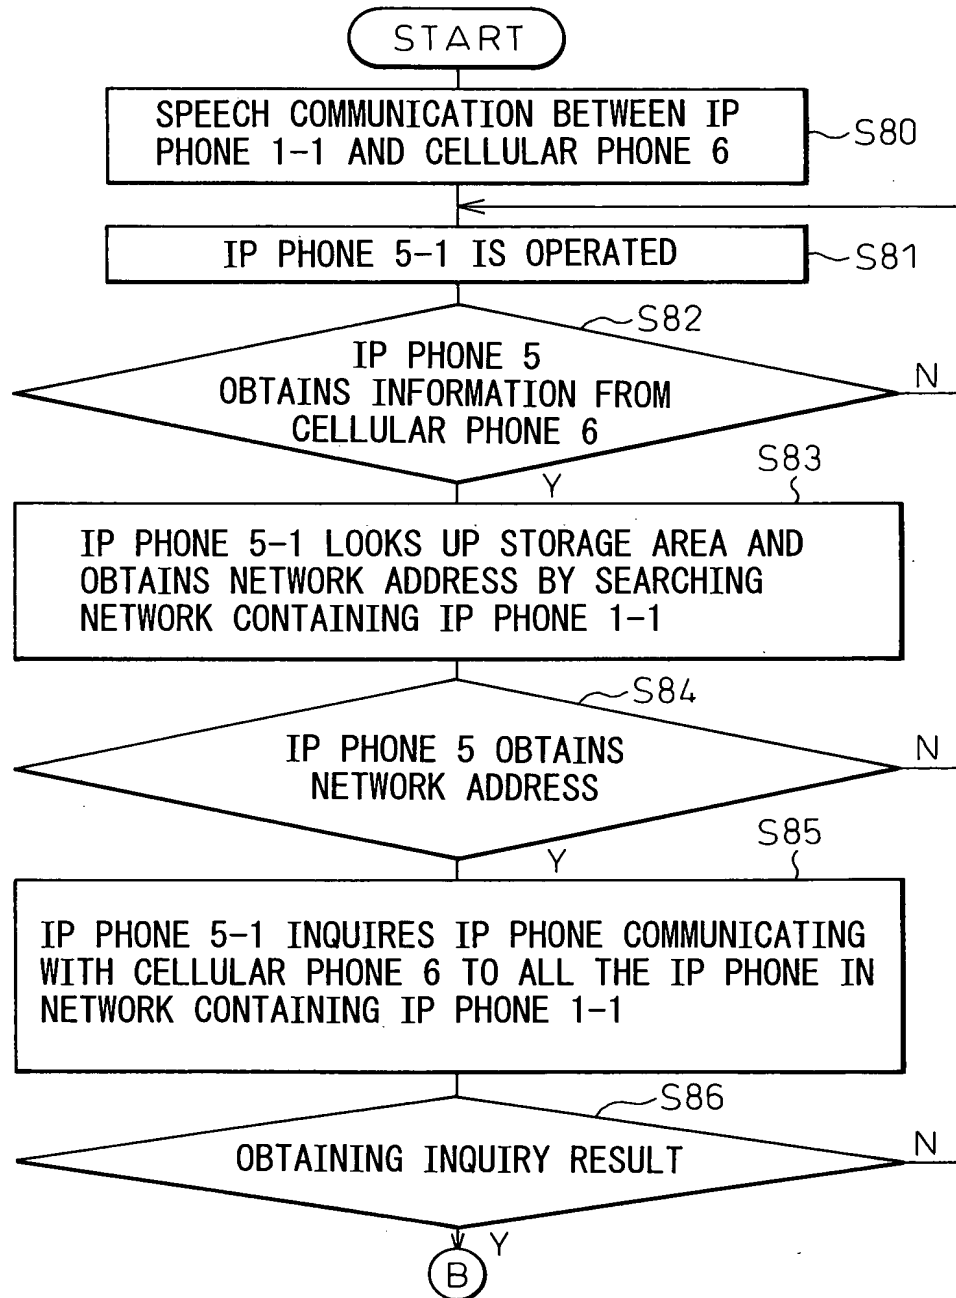 START
SPEECH COMMUNICATION BETWEEN IP
PHONE 1-1 AND CELLULAR PHONE 6
S80
IP PHONE 5-1 IS OPERATED
S81
S82
IP PHONE 5
OBTAINS INFORMATION FROM
CELLULAR PHONE 6
N
Y
S83
IP PHONE 5-1 LOOKS UP STORAGE AREA AND
OBTAINS NETWORK ADDRESS BY SEARCHING
NETWORK CONTAINING IP PHONE 1-1
S84
IP PHONE 5 OBTAINS
NETWORK ADDRESS
N
Y
S85
IP PHONE 5-1 INQUIRES IP PHONE COMMUNICATING
WITH CELLULAR PHONE 6 TO ALL THE IP PHONE IN
NETWORK CONTAINING IP PHONE 1-1
S86
OBTAINING INQUIRY RESULT
N
Y
B